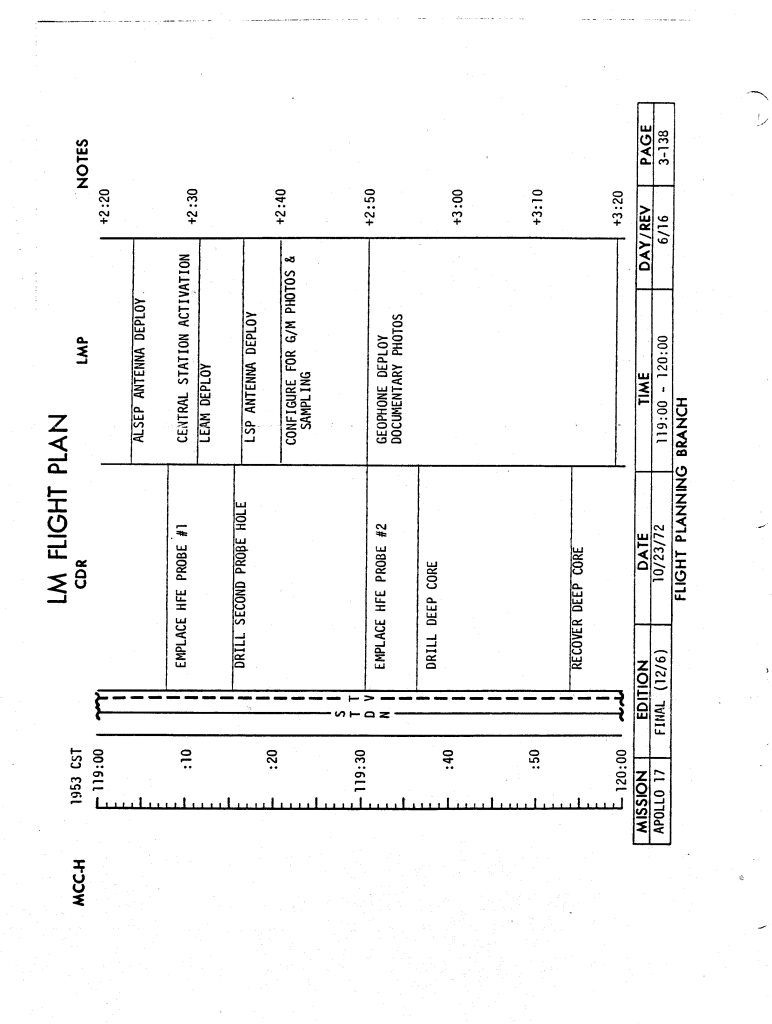 LM FLIGHT PLAN
MCC-H
1953 CST
CDR
LMP
NOTES
119:00
:10
:20
119:30
:40
:50
120:00
S
T
D
N
T
V
EMPLACE HFE PROBE #1
DRILL SECOND PROBE HOLE
EMPLACE HFE PROBE #2
DRILL DEEP CORE
RECOVER DEEP CORE
ALSEP ANTENNA DEPLOY
CENTRAL STATION ACTIVATION
LEAM DEPLOY
LSP ANTENNA DEPLOY
CONFIGURE FOR G/M PHOTOS &
SAMPLING
GEOPHONE DEPLOY
DOCUMENTARY PHOTOS
+2:20
+2:30
+2:40
+2:50
+3:00
+3:10
+3:20
MISSION EDITION DATE TIME DAY/REV PAGE
APOLLO 17 FINAL (12/6) 10/23/72 119:00 - 120:00 6/16 3-138
FLIGHT PLANNING BRANCH